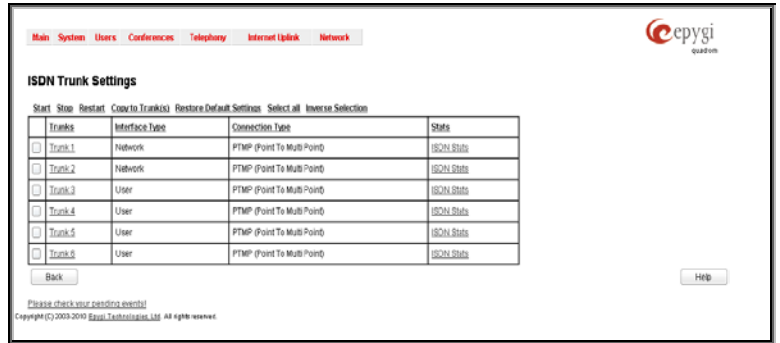 Main System Users Conferences Telephony Internet Uplink Network
epygi
quadom
ISDN Trunk Settings
Start Stop Restart Copy to Trunk(s) Restore Default Settings Select all Inverse Selection
Trunks Interface Type Connection Type Stats
Trunk 1 Network PTMP (Point To Multi Point) ISDN Stats
Trunk 2 Network PTMP (Point To Multi Point) ISDN Stats
Trunk 3 User PTMP (Point To Multi Point) ISDN Stats
Trunk 4 User PTMP (Point To Multi Point) ISDN Stats
Trunk 5 User PTMP (Point To Multi Point) ISDN Stats
Trunk 6 User PTMP (Point To Multi Point) ISDN Stats
Back Help
Please check your pending events!
Copyright (C) 2003-2010 Epygi Technologies, Ltd. All rights reserved.